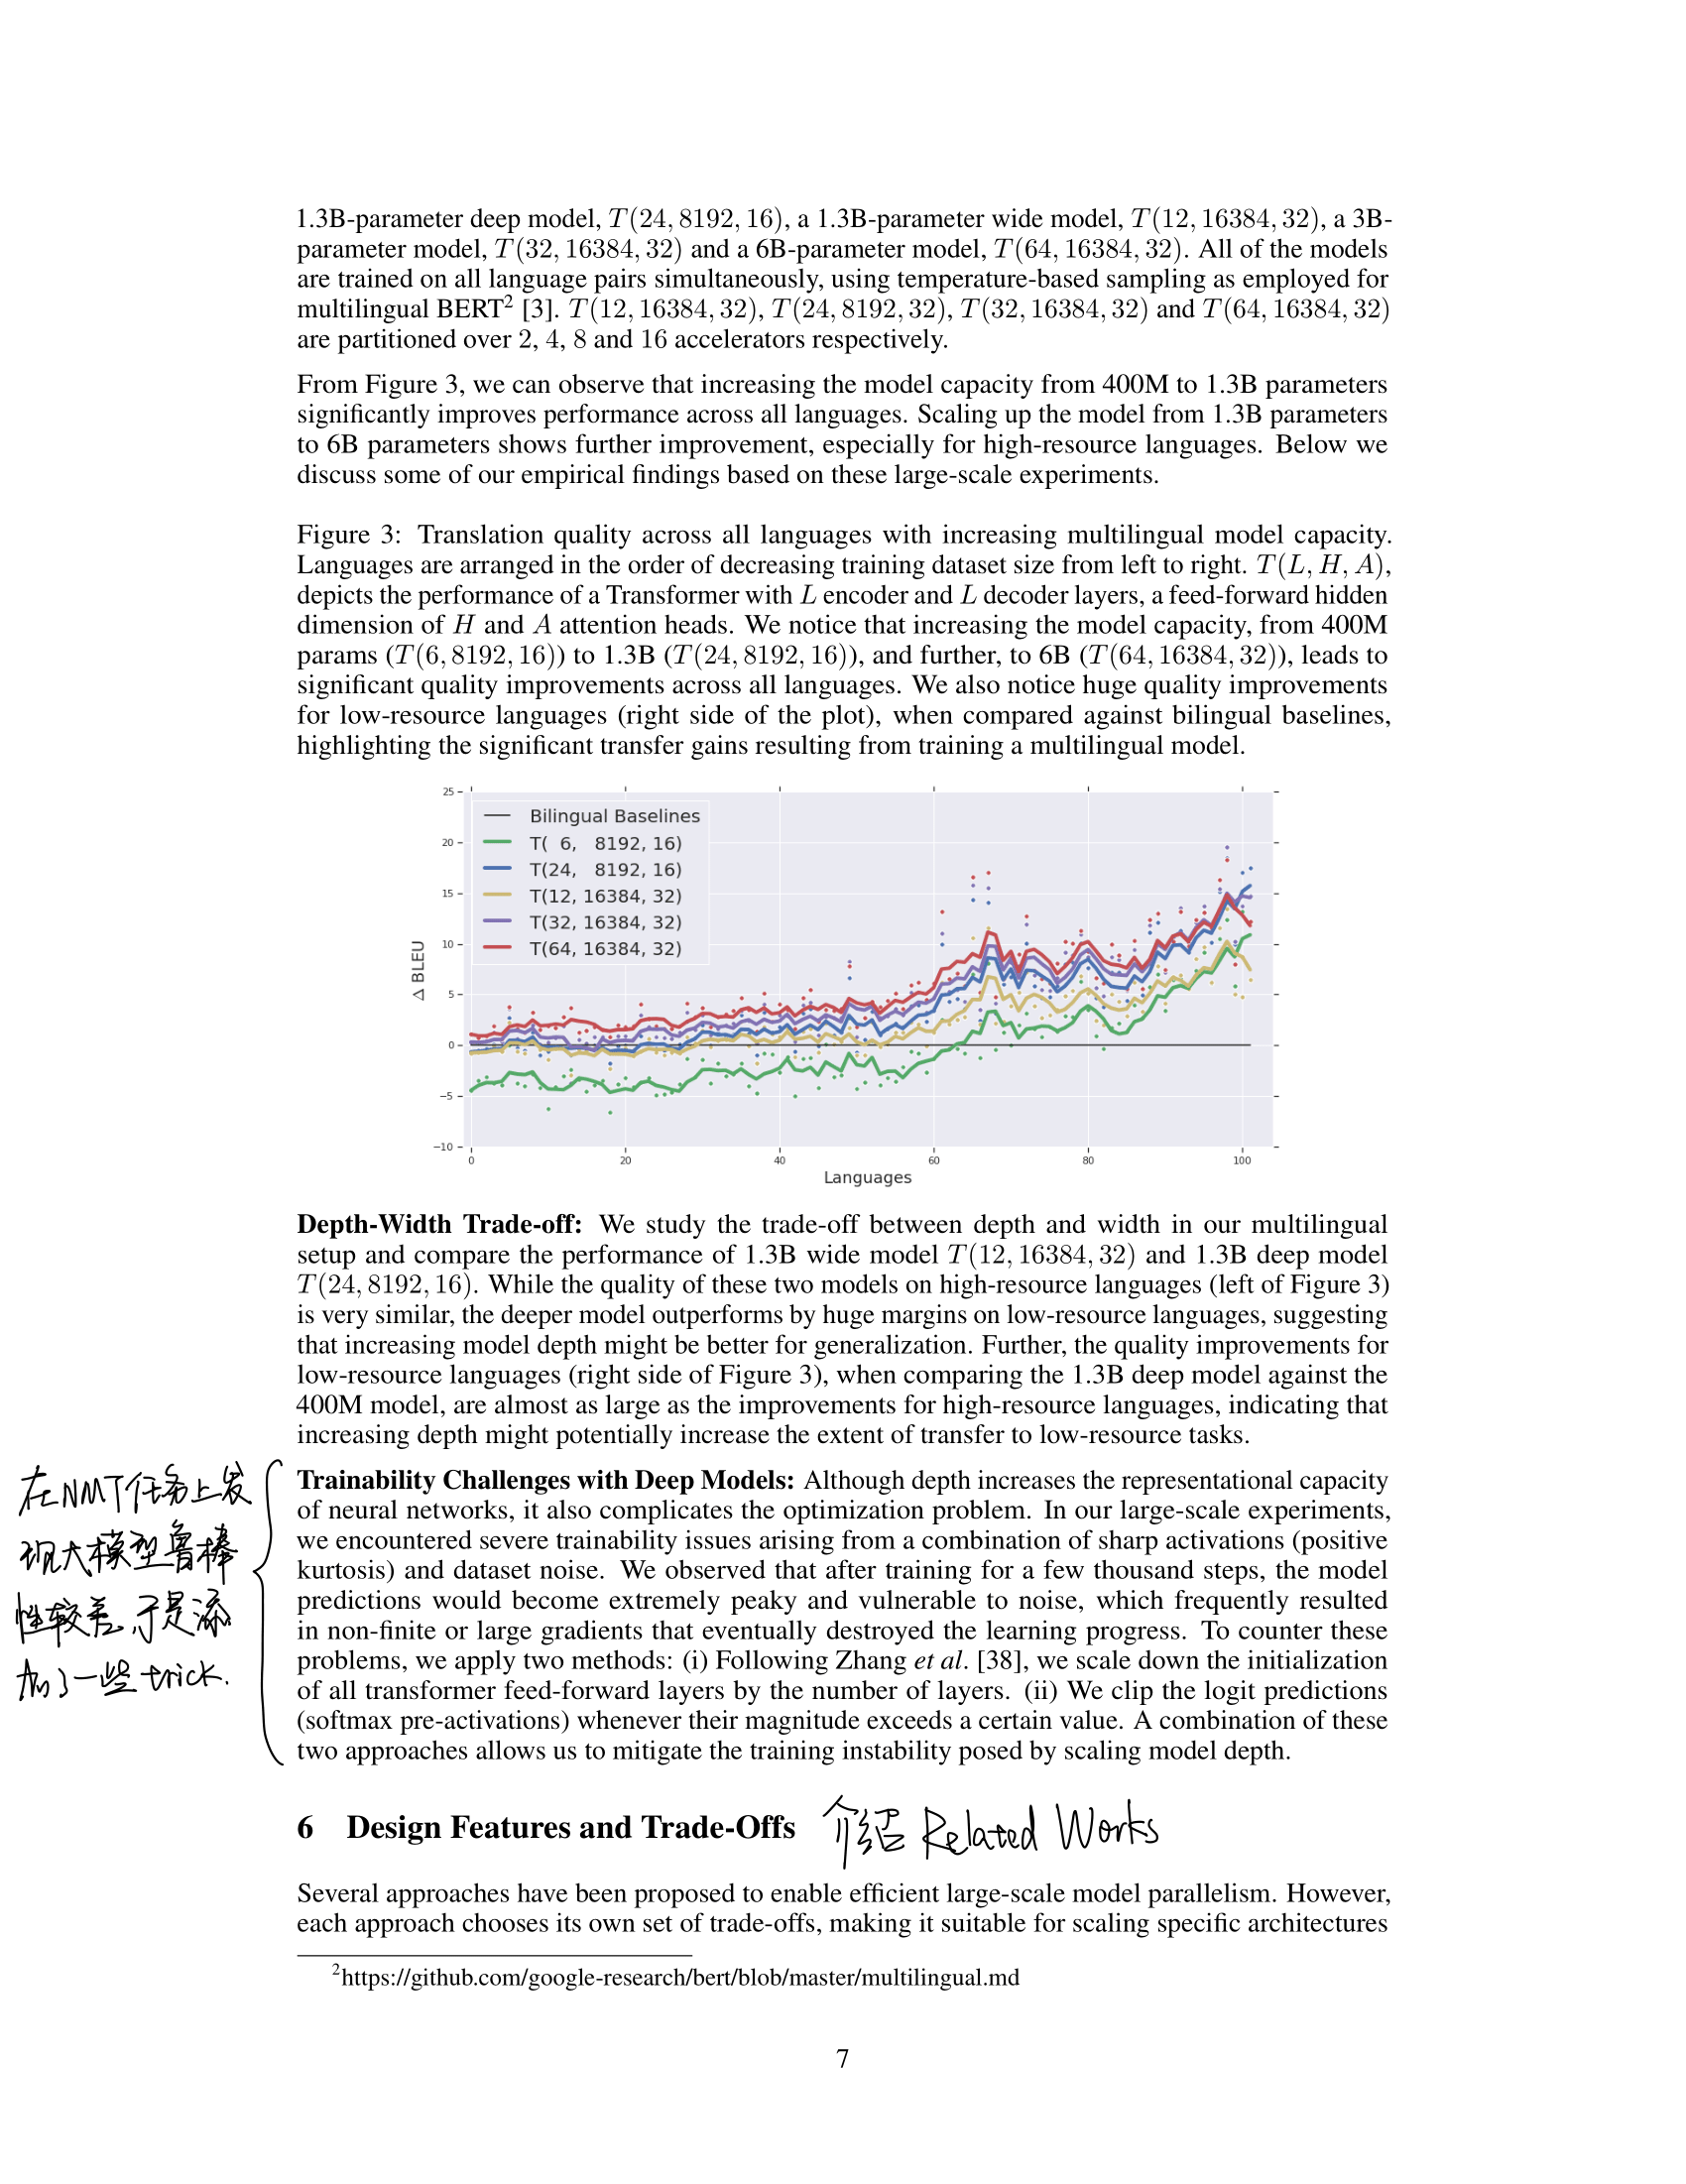 1.3B-parameter deep model, T(24, 8192, 16), a 1.3B-parameter wide model, T(12, 16384, 32), a 3B-
parameter model, T(32, 16384, 32) and a 6B-parameter model, T(64, 16384, 32). All of the models
are trained on all language pairs simultaneously, using temperature-based sampling as employed for
multilingual BERT² [3]. T(12, 16384, 32), T(24, 8192, 32), T(32, 16384, 32) and T(64, 16384, 32)
are partitioned over 2, 4, 8 and 16 accelerators respectively.
From Figure 3, we can observe that increasing the model capacity from 400M to 1.3B parameters
significantly improves performance across all languages. Scaling up the model from 1.3B parameters
to 6B parameters shows further improvement, especially for high-resource languages. Below we
discuss some of our empirical findings based on these large-scale experiments.
Figure 3: Translation quality across all languages with increasing multilingual model capacity.
Languages are arranged in the order of decreasing training dataset size from left to right. T(L, H, A),
depicts the performance of a Transformer with L encoder and L decoder layers, a feed-forward hidden
dimension of H and A attention heads. We notice that increasing the model capacity, from 400M
params (T(6, 8192, 16)) to 1.3B (T(24, 8192, 16)), and further, to 6B (T(64, 16384, 32)), leads to
significant quality improvements across all languages. We also notice huge quality improvements
for low-resource languages (right side of the plot), when compared against bilingual baselines,
highlighting the significant transfer gains resulting from training a multilingual model.
25
20
15
10
5
0
−5
−10
Δ BLEU
Bilingual Baselines
T( 6, 8192, 16)
T(24, 8192, 16)
T(12, 16384, 32)
T(32, 16384, 32)
T(64, 16384, 32)
0 20 40 60 80 100
Languages
Depth-Width Trade-off: We study the trade-off between depth and width in our multilingual
setup and compare the performance of 1.3B wide model T(12, 16384, 32) and 1.3B deep model
T(24, 8192, 16). While the quality of these two models on high-resource languages (left of Figure 3)
is very similar, the deeper model outperforms by huge margins on low-resource languages, suggesting
that increasing model depth might be better for generalization. Further, the quality improvements for
low-resource languages (right side of Figure 3), when comparing the 1.3B deep model against the
400M model, are almost as large as the improvements for high-resource languages, indicating that
increasing depth might potentially increase the extent of transfer to low-resource tasks.
在NMT任务上发
现大模型鲁棒
性较差,于是添
加了一些trick.
Trainability Challenges with Deep Models: Although depth increases the representational capacity
of neural networks, it also complicates the optimization problem. In our large-scale experiments,
we encountered severe trainability issues arising from a combination of sharp activations (positive
kurtosis) and dataset noise. We observed that after training for a few thousand steps, the model
predictions would become extremely peaky and vulnerable to noise, which frequently resulted
in non-finite or large gradients that eventually destroyed the learning progress. To counter these
problems, we apply two methods: (i) Following Zhang et al. [38], we scale down the initialization
of all transformer feed-forward layers by the number of layers. (ii) We clip the logit predictions
(softmax pre-activations) whenever their magnitude exceeds a certain value. A combination of these
two approaches allows us to mitigate the training instability posed by scaling model depth.
6 Design Features and Trade-Offs 介绍 Related Works
Several approaches have been proposed to enable efficient large-scale model parallelism. However,
each approach chooses its own set of trade-offs, making it suitable for scaling specific architectures
²https://github.com/google-research/bert/blob/master/multilingual.md
7